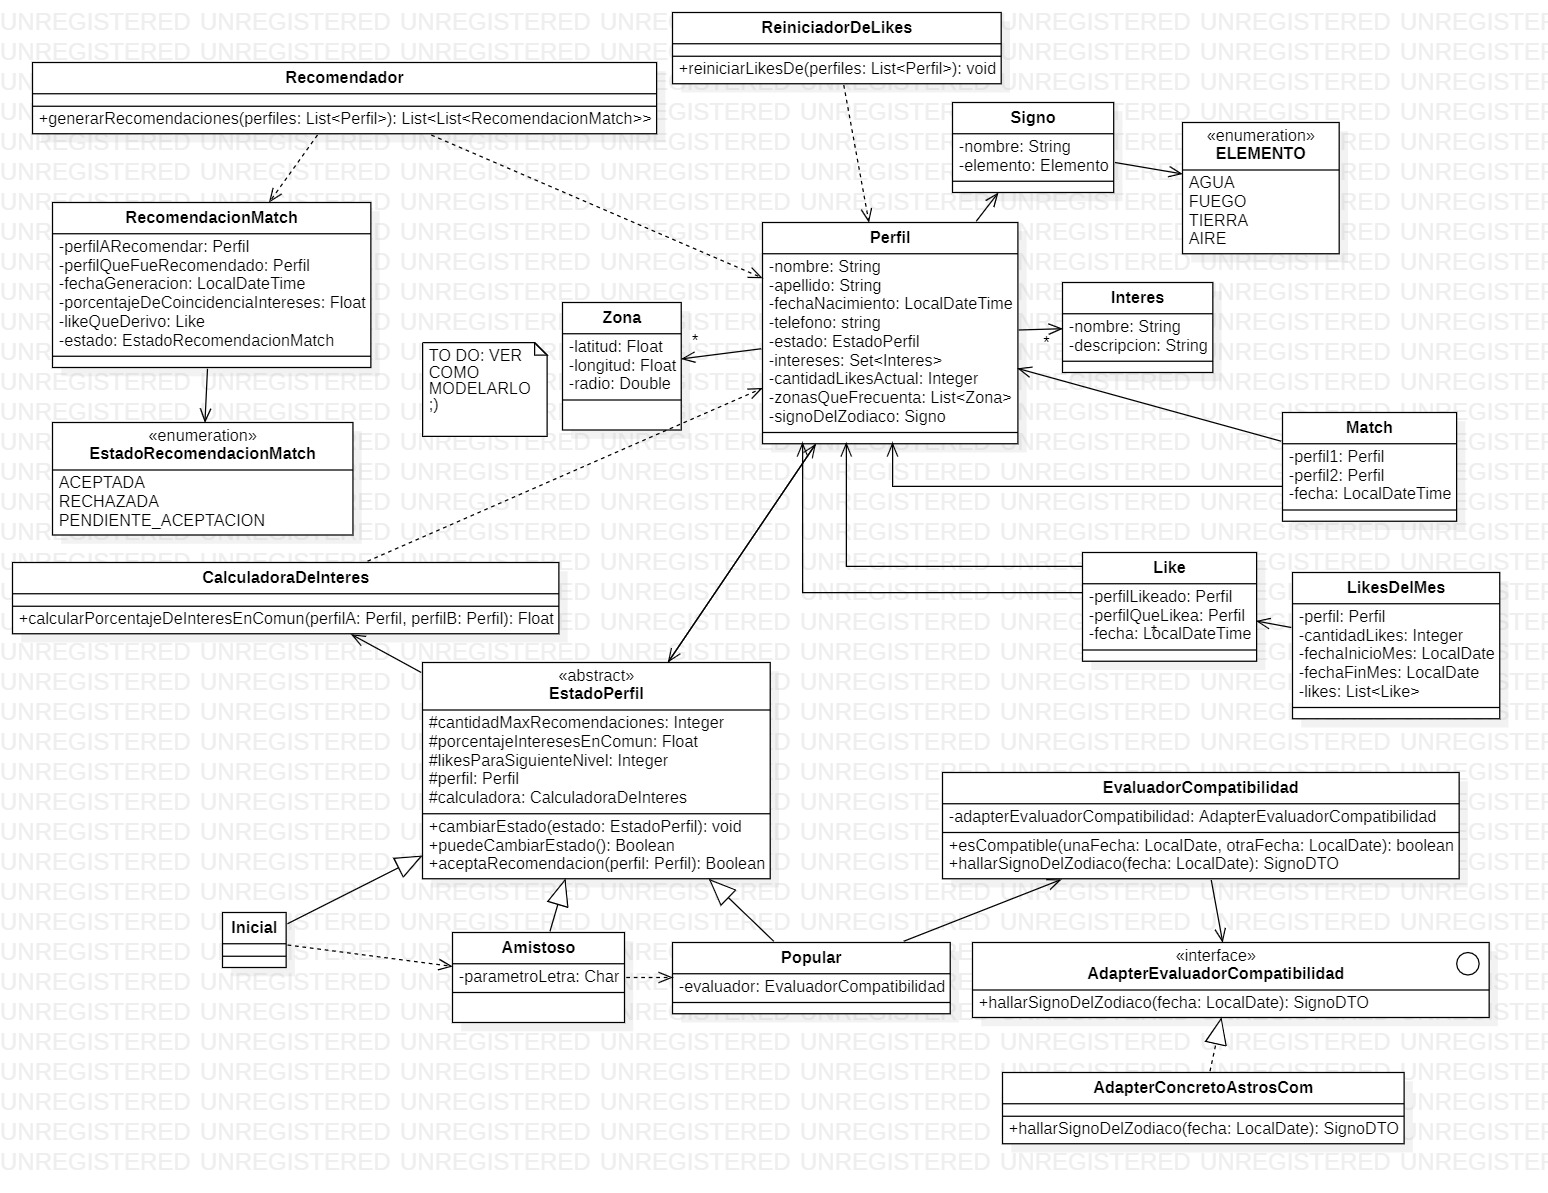 ReiniciadorDeLikes
+reiniciarLikesDe(perfiles: List<Perfil>): void
Recomendador
+generarRecomendaciones(perfiles: List<Perfil>): List<List<RecomendacionMatch>>
Signo
-nombre: String
-elemento: Elemento
«enumeration»
ELEMENTO
AGUA
FUEGO
TIERRA
AIRE
RecomendacionMatch
-perfilARecomendar: Perfil
-perfilQueFueRecomendado: Perfil
-fechaGeneracion: LocalDateTime
-porcentajeDeCoincidenciaIntereses: Float
-likeQueDerivo: Like
-estado: EstadoRecomendacionMatch
Perfil
-nombre: String
-apellido: String
-fechaNacimiento: LocalDateTime
-telefono: string
-estado: EstadoPerfil
-intereses: Set<Interes>
-cantidadLikesActual: Integer
-zonasQueFrecuenta: List<Zona>
-signoDelZodiaco: Signo
Interes
-nombre: String
-descripcion: String
*
Zona
-latitud: Float
-longitud: Float
-radio: Double
*
TO DO: VER
COMO
MODELARLO
;)
«enumeration»
EstadoRecomendacionMatch
ACEPTADA
RECHAZADA
PENDIENTE_ACEPTACION
Match
-perfil1: Perfil
-perfil2: Perfil
-fecha: LocalDateTime
CalculadoraDeInteres
+calcularPorcentajeDeInteresEnComun(perfilA: Perfil, perfilB: Perfil): Float
Like
-perfilLikeado: Perfil
-perfilQueLikea: Perfil
-fecha: LocalDateTime
*
LikesDelMes
-perfil: Perfil
-cantidadLikes: Integer
-fechaInicioMes: LocalDate
-fechaFinMes: LocalDate
-likes: List<Like>
«abstract»
EstadoPerfil
#cantidadMaxRecomendaciones: Integer
#porcentajeInteresesEnComun: Float
#likesParaSiguienteNivel: Integer
#perfil: Perfil
#calculadora: CalculadoraDeInteres
+cambiarEstado(estado: EstadoPerfil): void
+puedeCambiarEstado(): Boolean
+aceptaRecomendacion(perfil: Perfil): Boolean
EvaluadorCompatibilidad
-adapterEvaluadorCompatibilidad: AdapterEvaluadorCompatibilidad
+esCompatible(unaFecha: LocalDate, otraFecha: LocalDate): boolean
+hallarSignoDelZodiaco(fecha: LocalDate): SignoDTO
Inicial
Amistoso
-parametroLetra: Char
Popular
-evaluador: EvaluadorCompatibilidad
«interface»
AdapterEvaluadorCompatibilidad
+hallarSignoDelZodiaco(fecha: LocalDate): SignoDTO
AdapterConcretoAstrosCom
+hallarSignoDelZodiaco(fecha: LocalDate): SignoDTO
UNREGISTERED